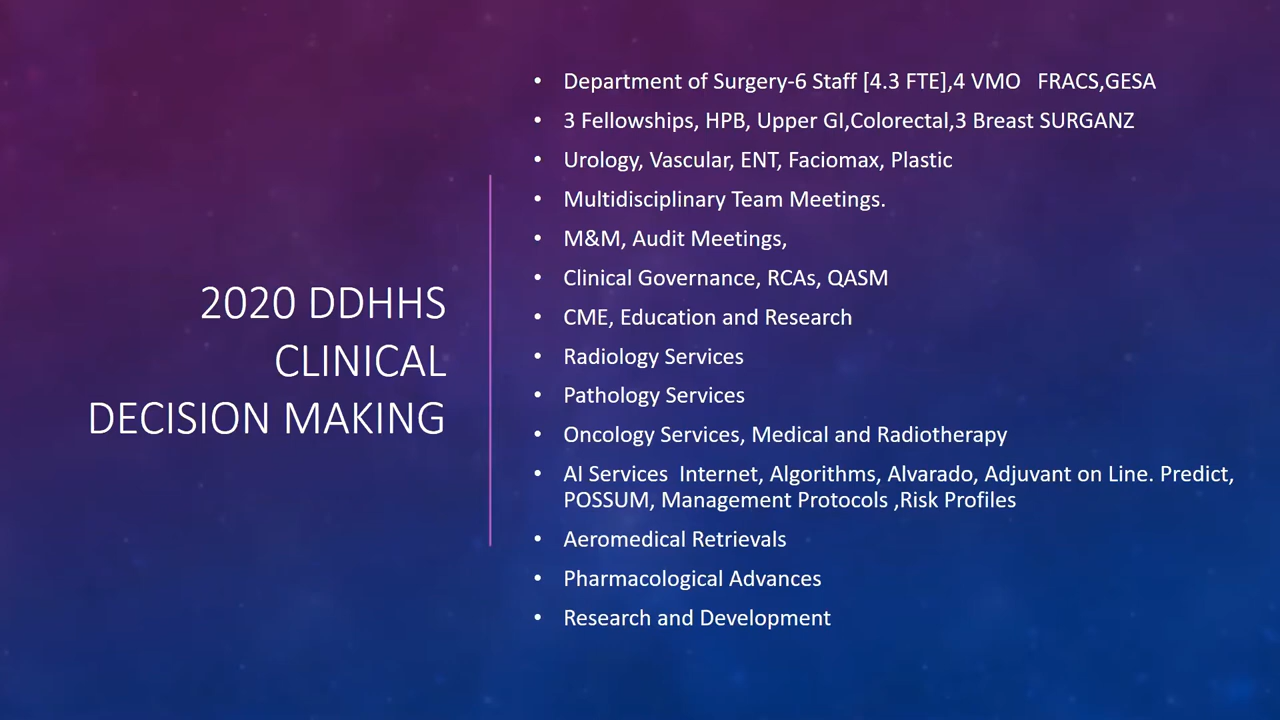 2020 DDHHS
CLINICAL
DECISION MAKING
• Department of Surgery-6 Staff [4.3 FTE],4 VMO   FRACS,GESA
• 3 Fellowships, HPB, Upper GI,Colorectal,3 Breast SURGANZ
• Urology, Vascular, ENT, Faciomax, Plastic
• Multidisciplinary Team Meetings.
• M&M, Audit Meetings,
• Clinical Governance, RCAs, QASM
• CME, Education and Research
• Radiology Services
• Pathology Services
• Oncology Services, Medical and Radiotherapy
• AI Services  Internet, Algorithms, Alvarado, Adjuvant on Line. Predict,
POSSUM, Management Protocols ,Risk Profiles
• Aeromedical Retrievals
• Pharmacological Advances
• Research and Development